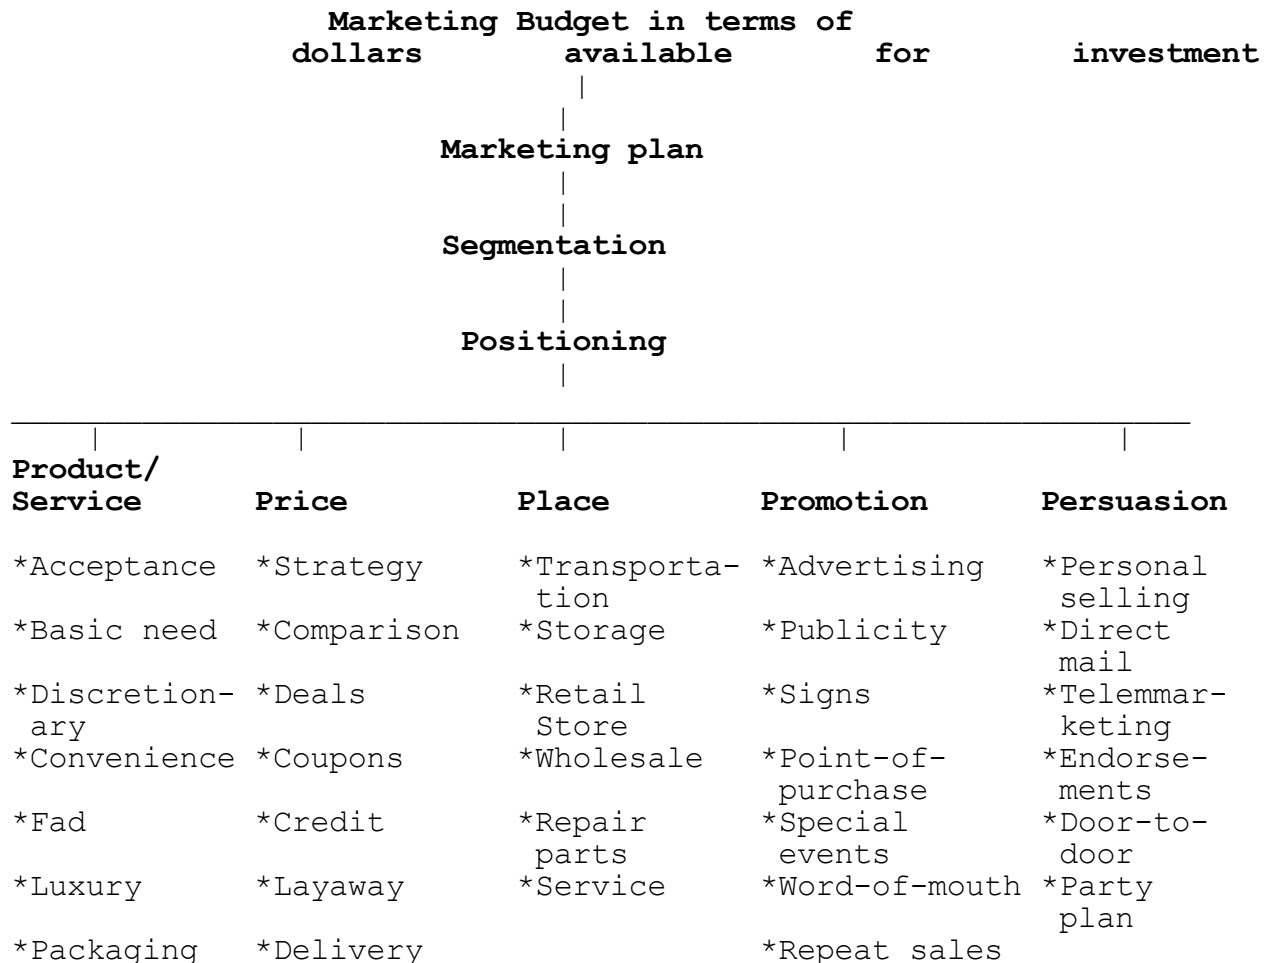 Marketing Budget in terms of
dollars available for investment
Marketing plan
Segmentation
Positioning
Product/
Service Price Place Promotion Persuasion
*Acceptance *Strategy *Transporta- *Advertising *Personal
tion selling
*Basic need *Comparison *Storage *Publicity *Direct
mail
*Discretion- *Deals *Retail *Signs *Telemmar-
ary Store keting
*Convenience *Coupons *Wholesale *Point-of- *Endorse-
purchase ments
*Fad *Credit *Repair *Special *Door-to-
parts events door
*Luxury *Layaway *Service *Word-of-mouth *Party
plan
*Packaging *Delivery *Repeat sales